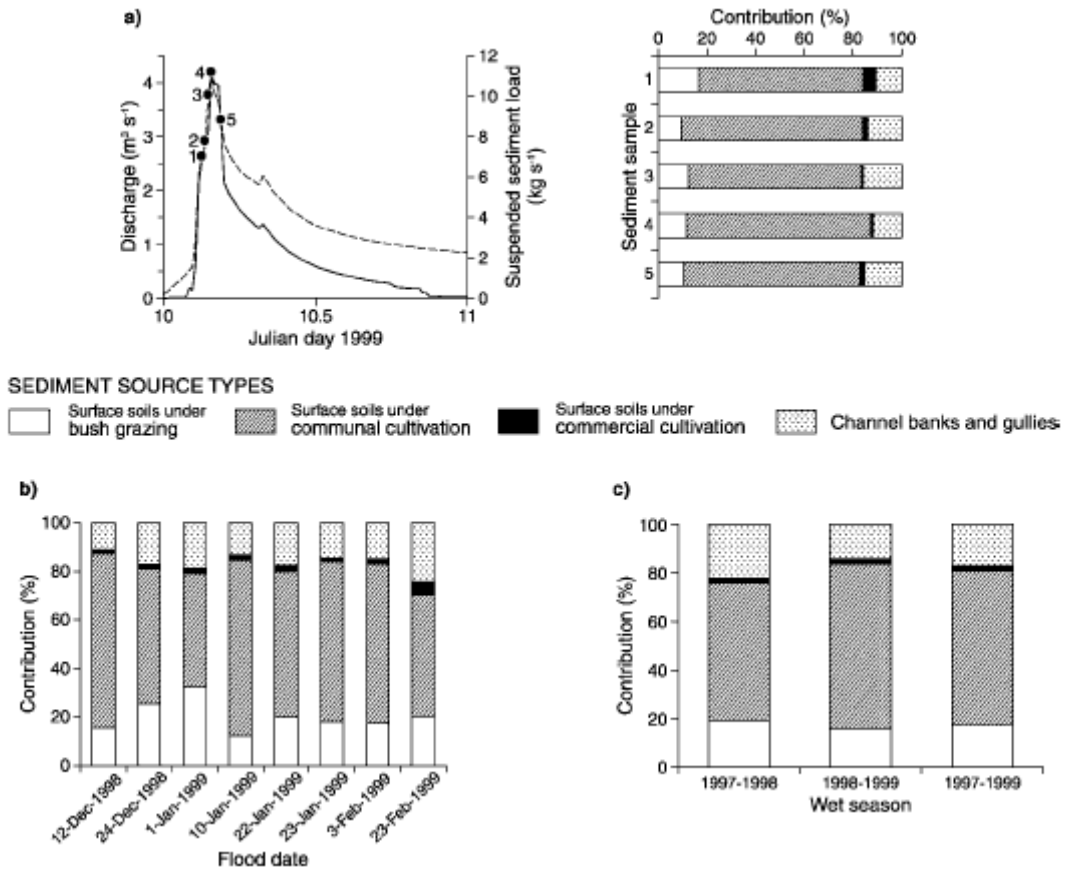 a)
Contribution (%)
0 20 40 60 80 100
Discharge (m³ s⁻¹)
4
3
2
1
0
4
3
2
1
5
12
10
8
6
4
2
0
Suspended sediment load
(kg s⁻¹)
10 10.5 11
Julian day 1999
Sediment sample
1
2
3
4
5
SEDIMENT SOURCE TYPES
Surface soils under
bush grazing
Surface soils under
communal cultivation
Surface soils under
commercial cultivation
Channel banks and gullies
b)
Contribution (%)
100
80
60
40
20
0
12-Dec-1998
24-Dec-1998
1-Jan-1999
10-Jan-1999
22-Jan-1999
23-Jan-1999
3-Feb-1999
23-Feb-1999
Flood date
c)
Contribution (%)
100
80
60
40
20
0
1997-1998 1998-1999 1997-1999
Wet season